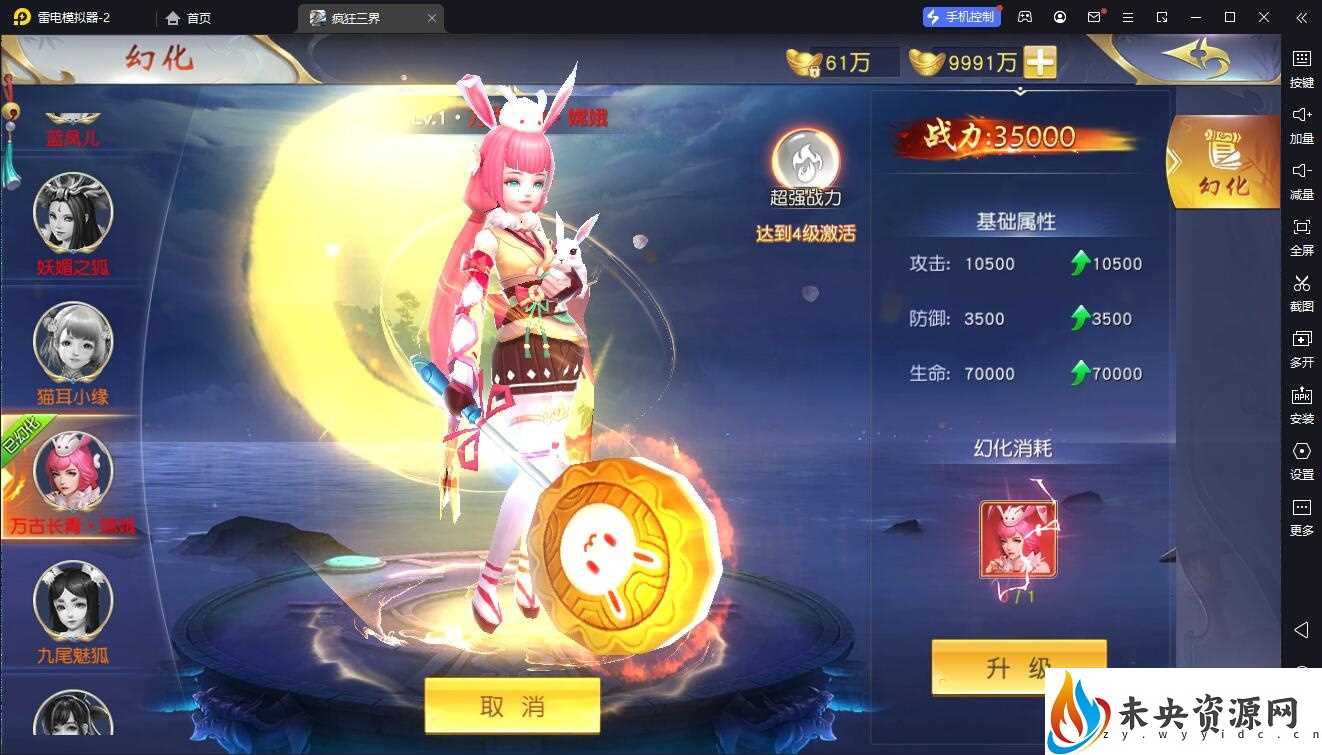 雷电模拟器-2
首页
疯狂三界
手机控制
幻化
61万
9991万
蓝凤儿
妖媚之狐
猫耳小缘
已幻化
万古长青·嫦娥
九尾魅狐
Lv.1
嫦娥
超强战力
达到4级激活
战力:35000
基础属性
攻击: 10500 10500
防御: 3500 3500
生命: 70000 70000
幻化消耗
/1
升 级
取 消
幻化
按键
加量
减量
全屏
截图
多开
APK
安装
设置
更多
未央资源网
zy.wyyidc.cn